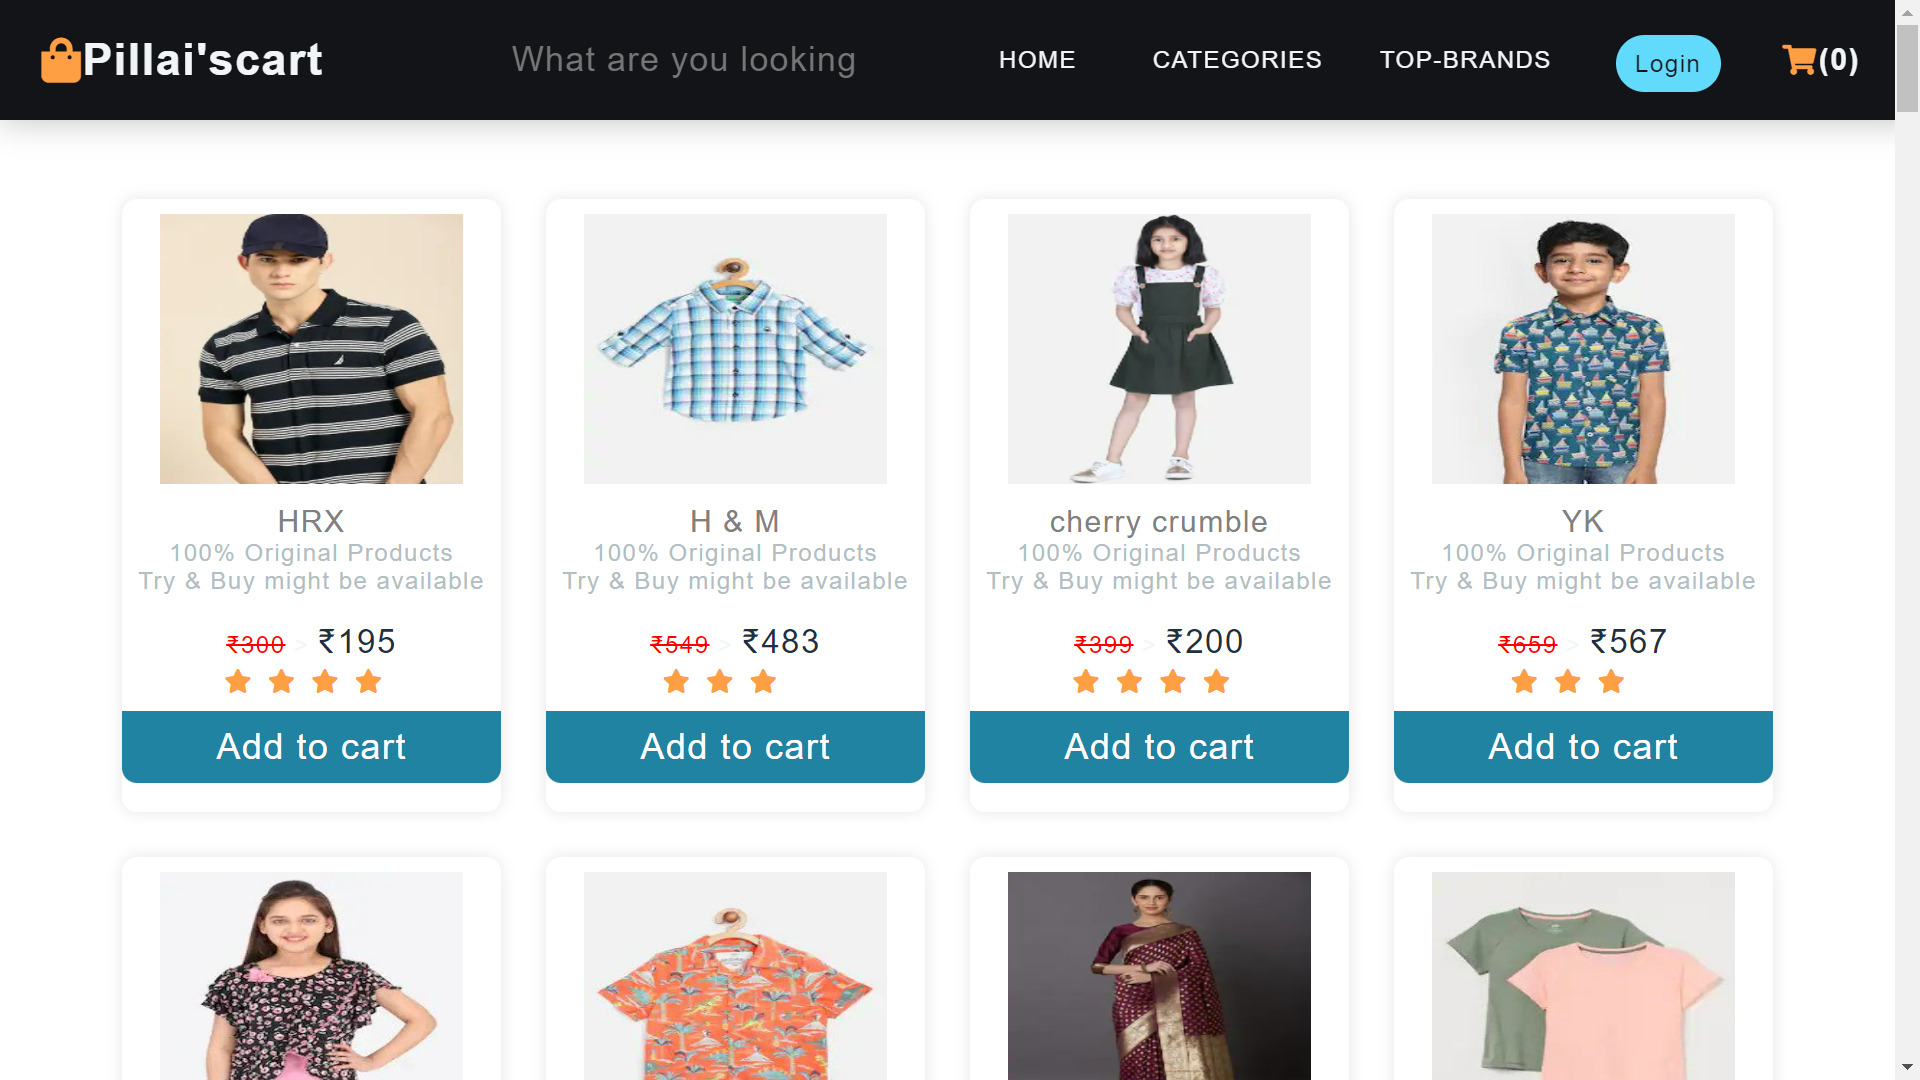 Pillai'scart What are you looking HOME CATEGORIES TOP-BRANDS Login (0)
HRX H & M cherry crumble YK
100% Original Products 100% Original Products 100% Original Products 100% Original Products
Try & Buy might be available Try & Buy might be available Try & Buy might be available Try & Buy might be available
₹300 > ₹195 ₹549 > ₹483 ₹399 > ₹200 ₹659 > ₹567
Add to cart Add to cart Add to cart Add to cart